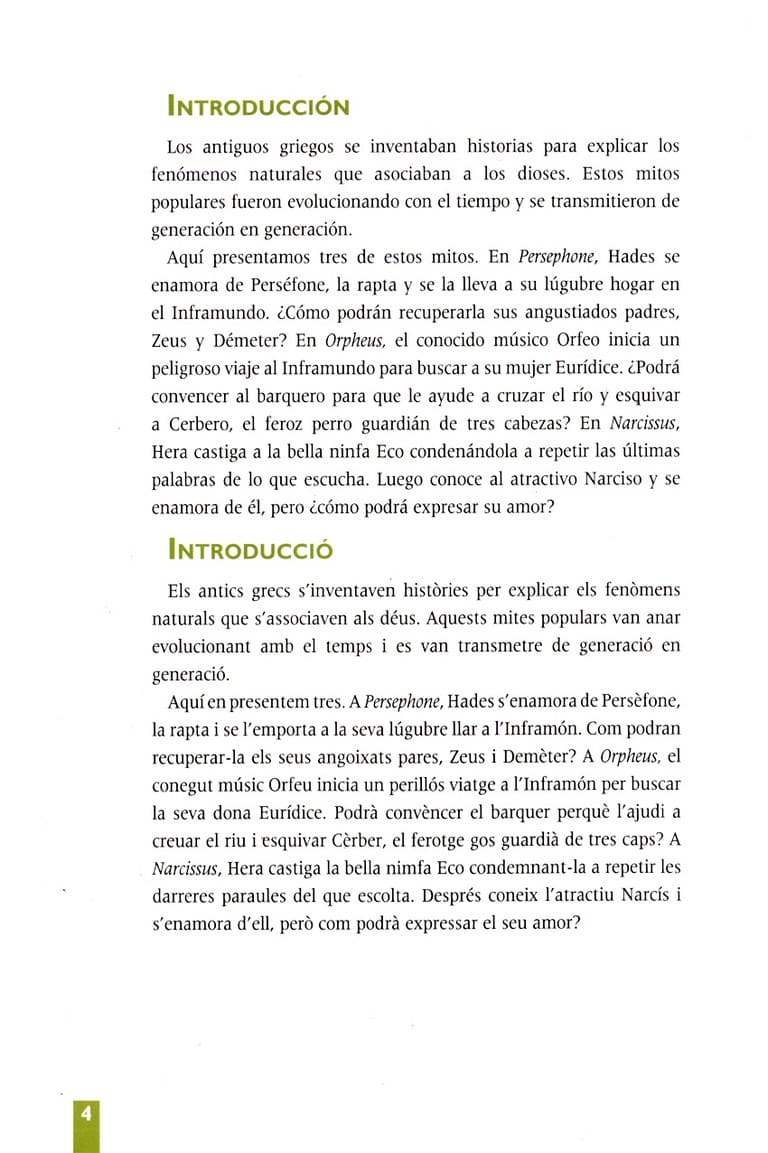 INTRODUCCIÓN
Los antiguos griegos se inventaban historias para explicar los
fenómenos naturales que asociaban a los dioses. Estos mitos
populares fueron evolucionando con el tiempo y se transmitieron de
generación en generación.
Aquí presentamos tres de estos mitos. En Persephone, Hades se
enamora de Perséfone, la rapta y se la lleva a su lúgubre hogar en
el Inframundo. ¿Cómo podrán recuperarla sus angustiados padres,
Zeus y Démeter? En Orpheus, el conocido músico Orfeo inicia un
peligroso viaje al Inframundo para buscar a su mujer Eurídice. ¿Podrá
convencer al barquero para que le ayude a cruzar el río y esquivar
a Cerbero, el feroz perro guardián de tres cabezas? En Narcissus,
Hera castiga a la bella ninfa Eco condenándola a repetir las últimas
palabras de lo que escucha. Luego conoce al atractivo Narciso y se
enamora de él, pero ¿cómo podrá expresar su amor?
INTRODUCCIÓ
Els antics grecs s'inventaven històries per explicar els fenòmens
naturals que s'associaven als déus. Aquests mites populars van anar
evolucionant amb el temps i es van transmetre de generació en
generació.
Aquí en presentem tres. A Persephone, Hades s'enamora de Persèfone,
la rapta i se l'emporta a la seva lúgubre llar a l'Inframón. Com podran
recuperar-la els seus angoixats pares, Zeus i Demèter? A Orpheus, el
conegut músic Orfeu inicia un perillós viatge a l'Inframón per buscar
la seva dona Eurídice. Podrà convèncer el barquer perquè l'ajudi a
creuar el riu i esquivar Cèrber, el ferotge gos guardià de tres caps? A
Narcissus, Hera castiga la bella nimfa Eco condemnant-la a repetir les
darreres paraules del que escolta. Després coneix l'atractiu Narcís i
s'enamora d'ell, però com podrà expressar el seu amor?
4